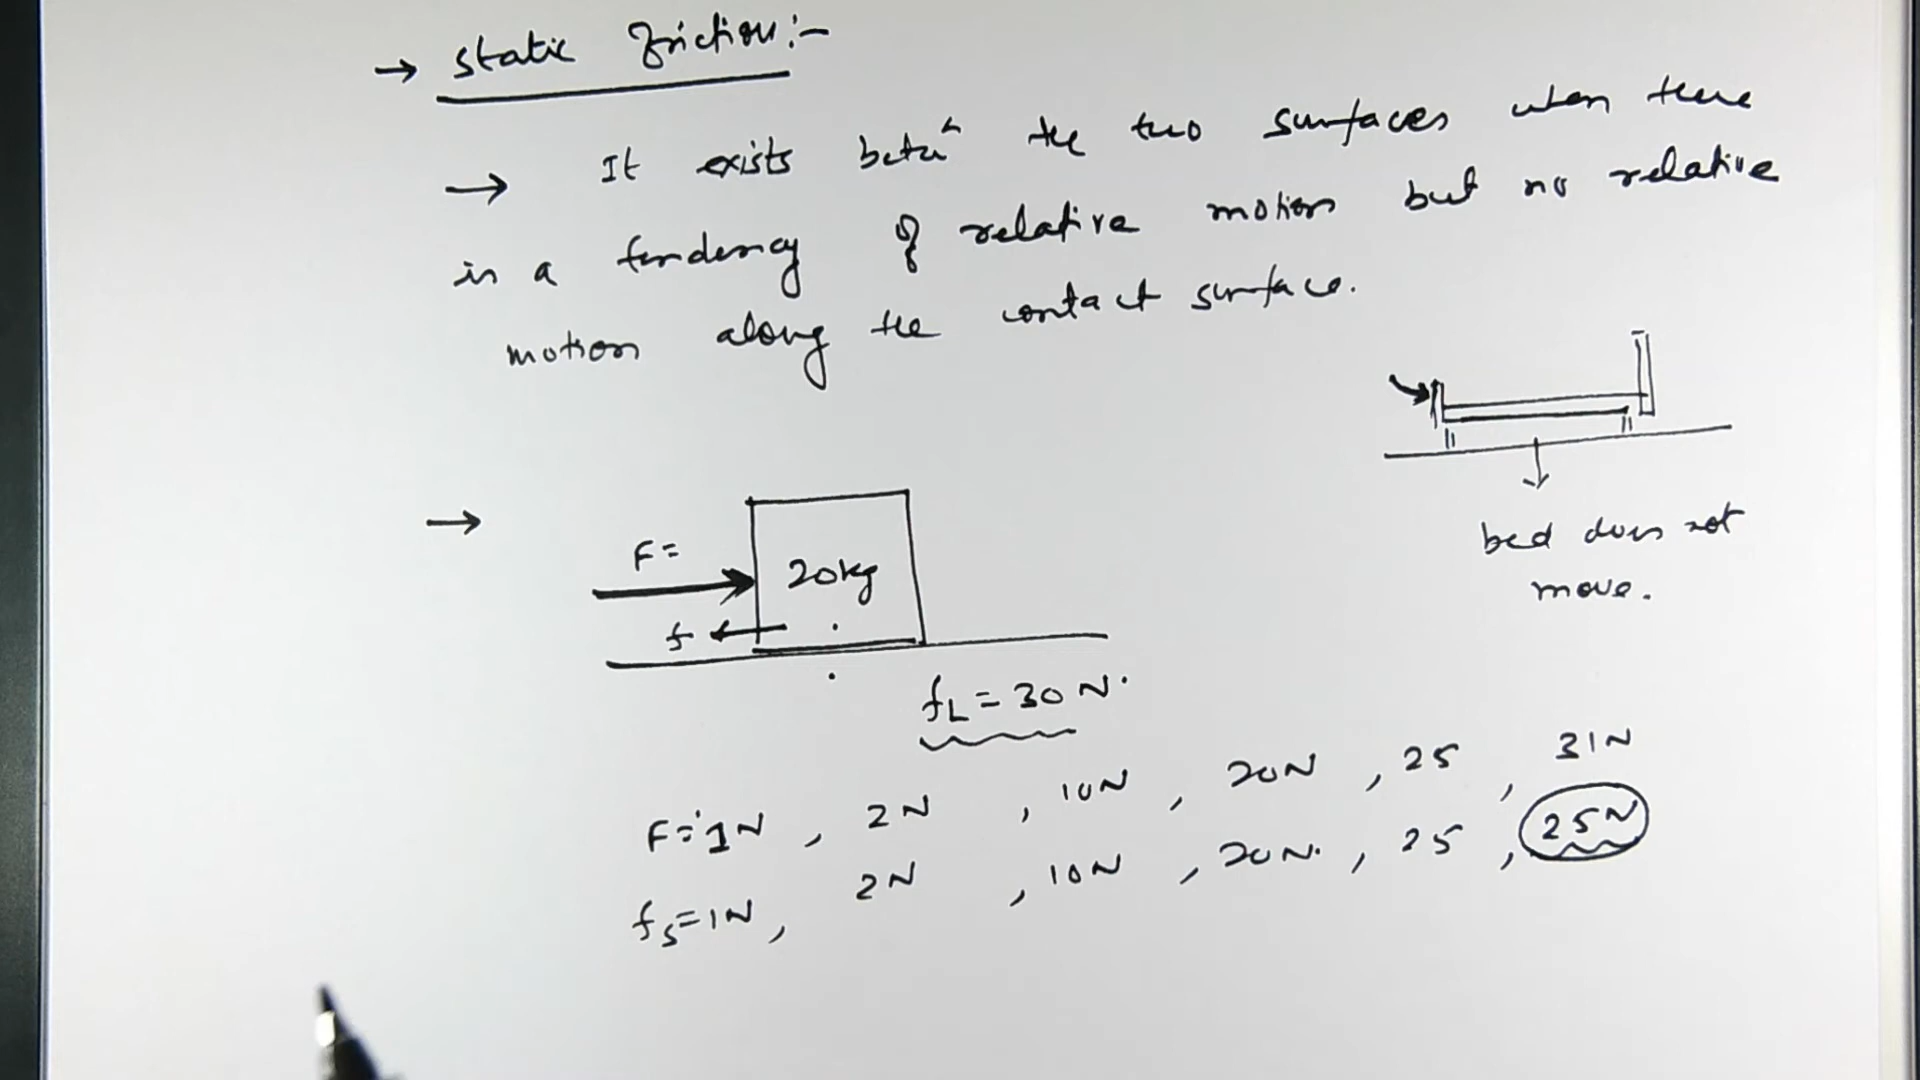 → Static friction:-
→ It exists betwn the two surfaces when there
is a tendency of relative motion but no relative
motion along the contact surface.
→
F=
20kg
f
bed does not
move.
fL = 30 N.
F = 1N , 2N , 10N , 20N , 25 , 31N
fs = 1N , 2N , 10N , 20N. , 25 , 25N